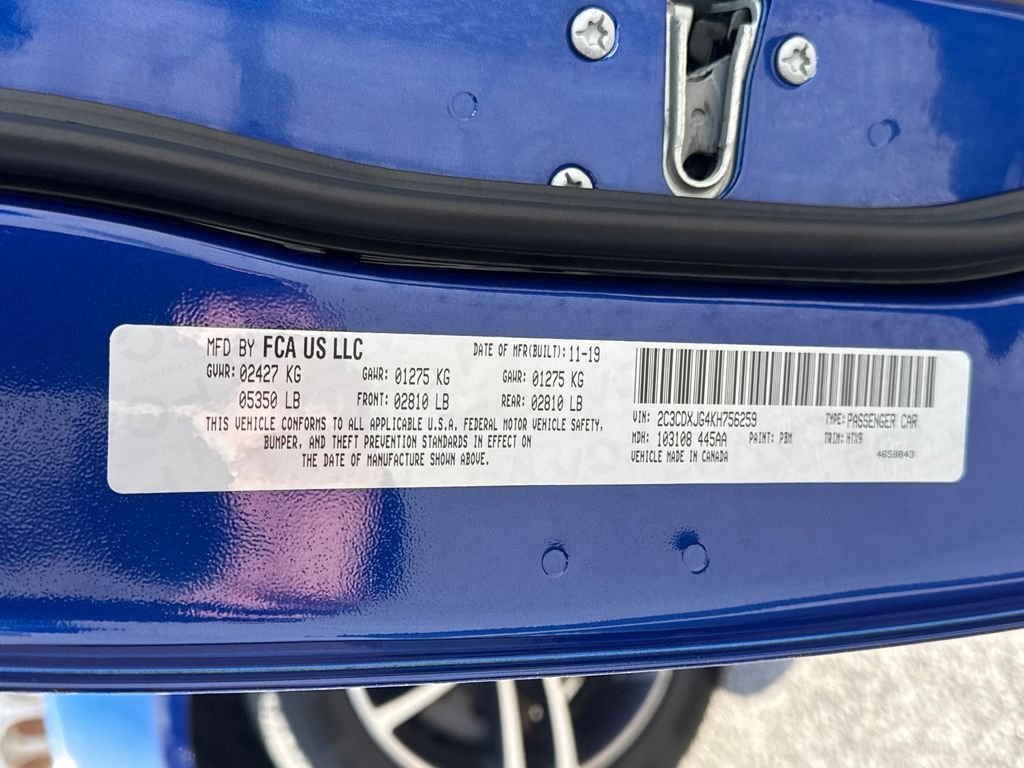 MFD BY FCA US LLC DATE OF MFR(BUILT): 11-19
GVWR: 02427 KG GAWR: 01275 KG GAWR: 01275 KG
05350 LB FRONT: 02810 LB REAR: 02810 LB
THIS VEHICLE CONFORMS TO ALL APPLICABLE U.S.A. FEDERAL MOTOR VEHICLE SAFETY,
BUMPER, AND THEFT PREVENTION STANDARDS IN EFFECT ON
THE DATE OF MANUFACTURE SHOWN ABOVE.
VIN: 2C3CDXJG4KH756259 TYPE: PASSENGER CAR
MDH: 103108 445AA PAINT: PBM TRIM: HTX9
VEHICLE MADE IN CANADA 4658843